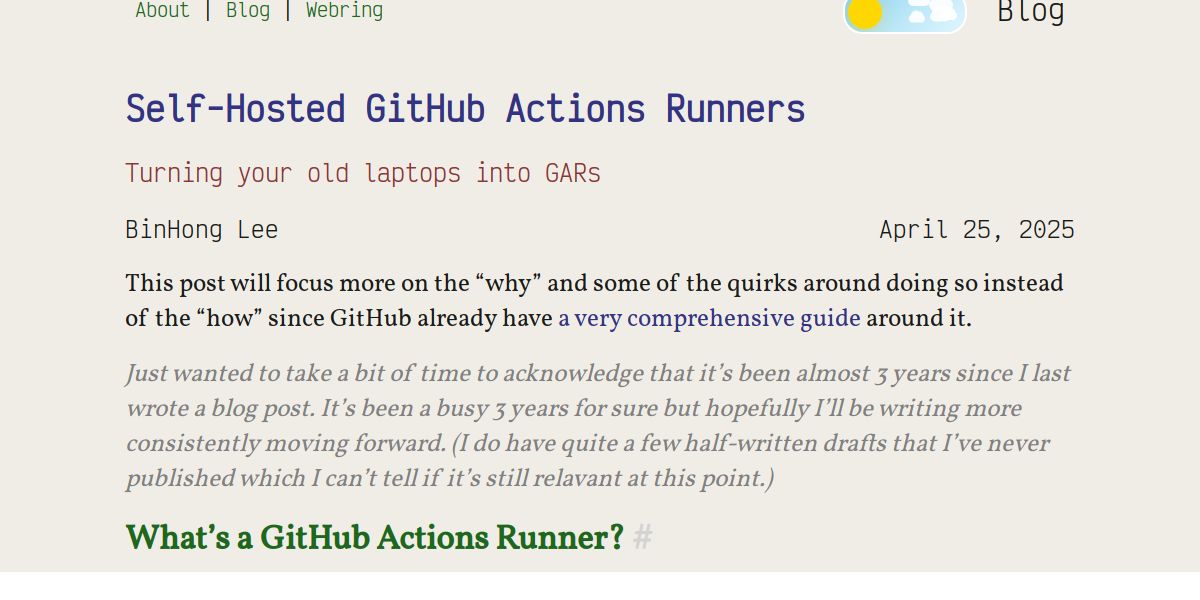 About | Blog | Webring
Blog
Self-Hosted GitHub Actions Runners
Turning your old laptops into GARs
BinHong Lee April 25, 2025
This post will focus more on the “why” and some of the quirks around doing so instead
of the “how” since GitHub already have a very comprehensive guide around it.
Just wanted to take a bit of time to acknowledge that it’s been almost 3 years since I last
wrote a blog post. It’s been a busy 3 years for sure but hopefully I’ll be writing more
consistently moving forward. (I do have quite a few half-written drafts that I’ve never
published which I can’t tell if it’s still relavant at this point.)
What’s a GitHub Actions Runner? #